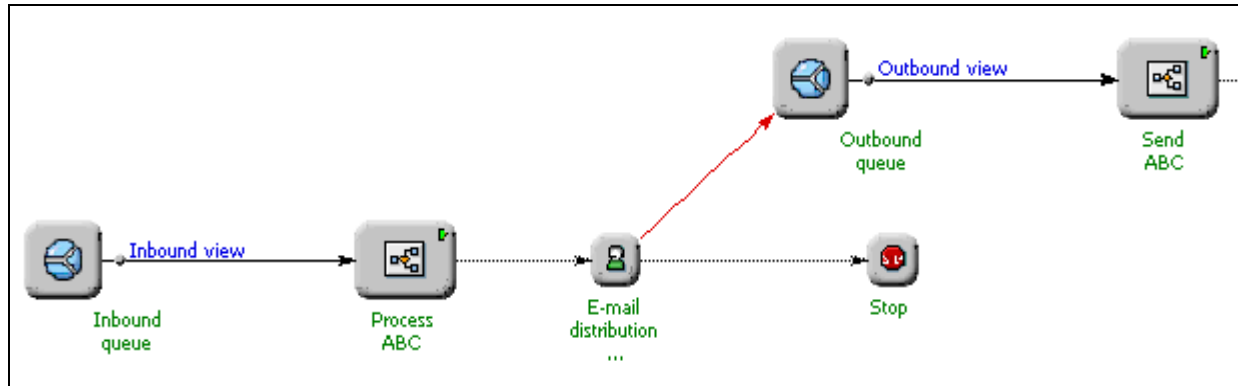 Outbound view
Outbound
queue
Send
ABC
Inbound view
Inbound
queue
Process
ABC
E-mail
distribution
...
Stop